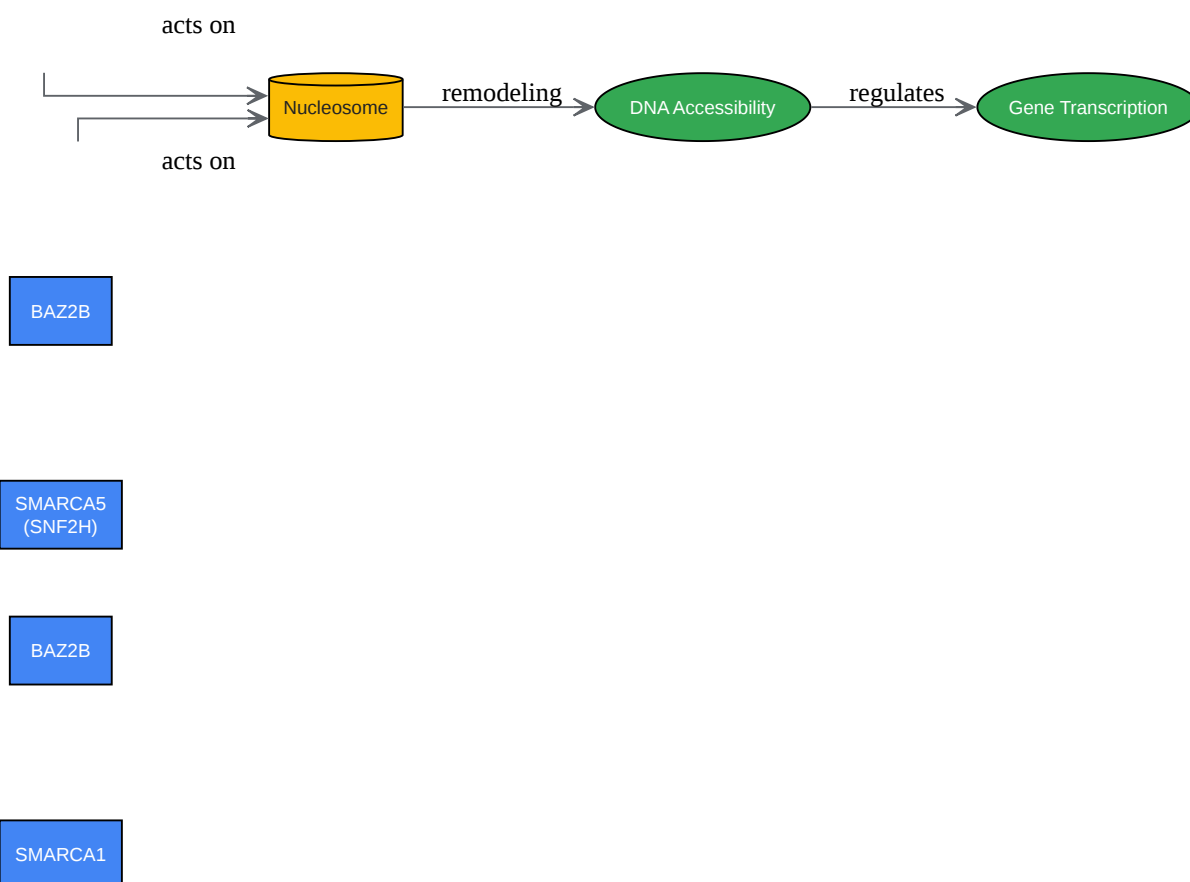 acts on
Nucleosome
remodeling
DNA Accessibility
regulates
Gene Transcription
acts on
BAZ2B
SMARCA5
(SNF2H)
BAZ2B
SMARCA1